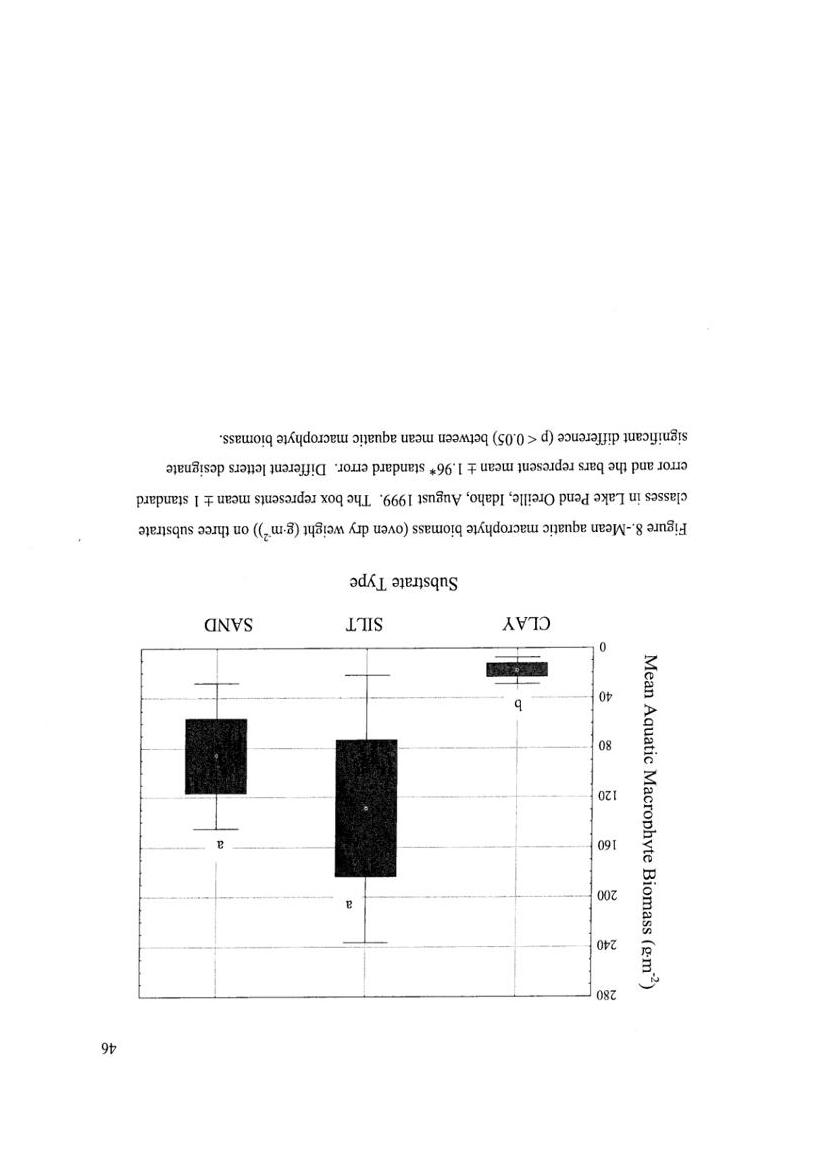 46
Mean Aquatic Macrophyte Biomass (g·m⁻²)
280
240
200
160
120
80
40
0
b
a
a
CLAY SILT SAND
Substrate Type
Figure 8.-Mean aquatic macrophyte biomass (oven dry weight (g·m⁻²)) on three substrate
classes in Lake Pend Oreille, Idaho, August 1999. The box represents mean ± 1 standard
error and the bars represent mean ± 1.96* standard error. Different letters designate
significant difference (p < 0.05) between mean aquatic macrophyte biomass.